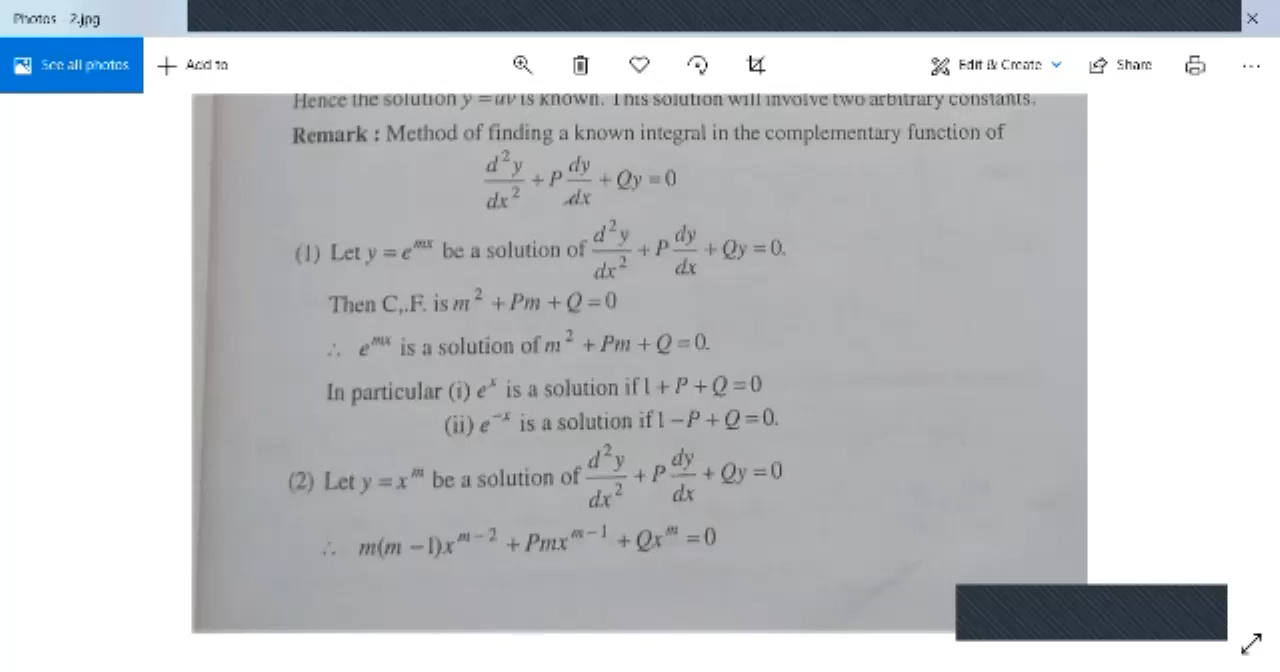 Photos - 2.jpg
See all photos
Add to
Edit & Create
Share
Hence the solution y = uv is known. This solution will involve two arbitrary constants.
Remark : Method of finding a known integral in the complementary function of
d²y/dx² + P dy/dx + Qy = 0
(1) Let y = e^{mx} be a solution of d²y/dx² + P dy/dx + Qy = 0.
Then C,.F. is m² + Pm + Q = 0
∴ e^{mx} is a solution of m² + Pm + Q = 0.
In particular (i) e^x is a solution if 1 + P + Q = 0
(ii) e^{-x} is a solution if 1 − P + Q = 0.
(2) Let y = x^m be a solution of d²y/dx² + P dy/dx + Qy = 0
∴ m(m − 1)x^{m − 2} + Pmx^{m − 1} + Qx^m = 0